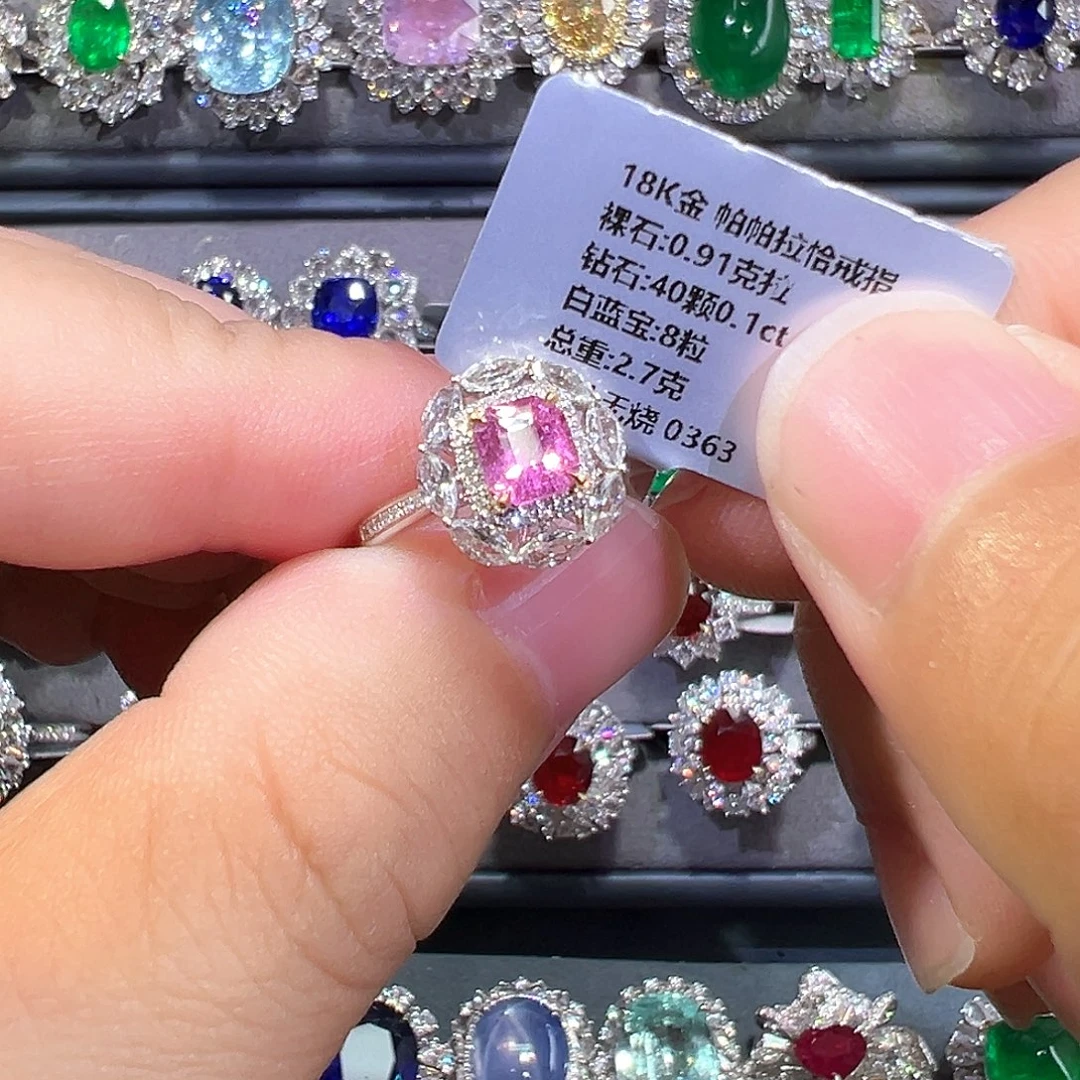 18K金 帕帕拉恰戒指
裸石:0.91克拉
钻石:40颗0.1ct
白蓝宝:8粒
总重:2.7克
无烧 0363